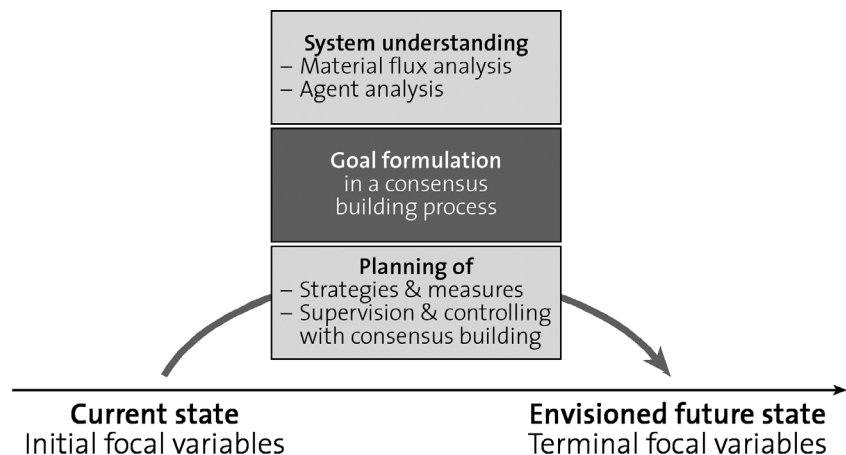 System understanding
– Material flux analysis
– Agent analysis
Goal formulation
in a consensus
building process
Planning of
– Strategies & measures
– Supervision & controlling
with consensus building
Current state
Initial focal variables
Envisioned future state
Terminal focal variables